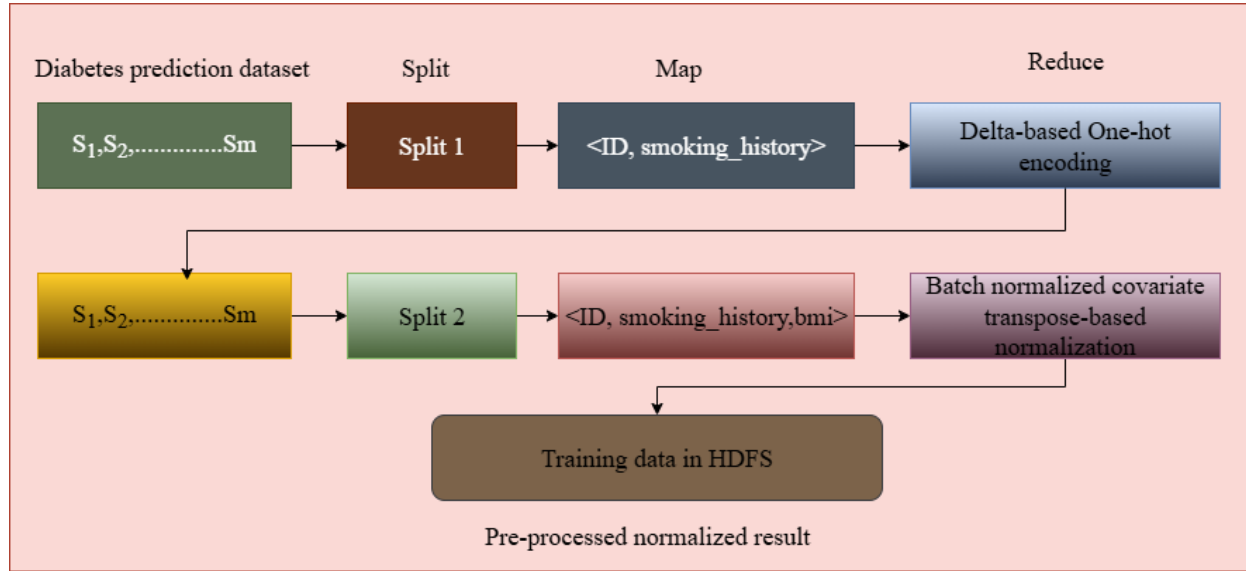 Diabetes prediction dataset
Split
Map
Reduce
S1,S2,..............Sm
Split 1
<ID, smoking_history>
Delta-based One-hot
encoding
S1,S2,..............Sm
Split 2
<ID, smoking_history,bmi>
Batch normalized covariate
transpose-based
normalization
Training data in HDFS
Pre-processed normalized result